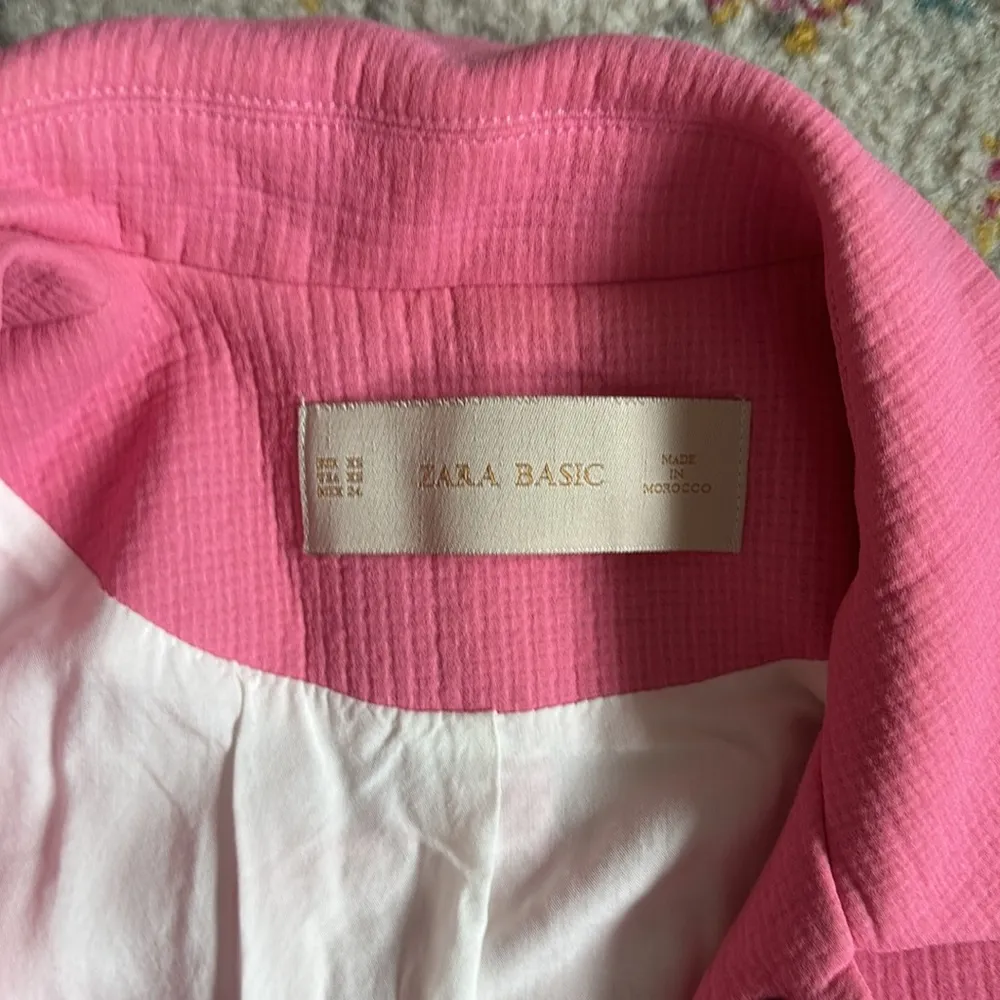 EUR XS
USA XS
MEX 24
ZARA BASIC
MADE
IN
MOROCCO